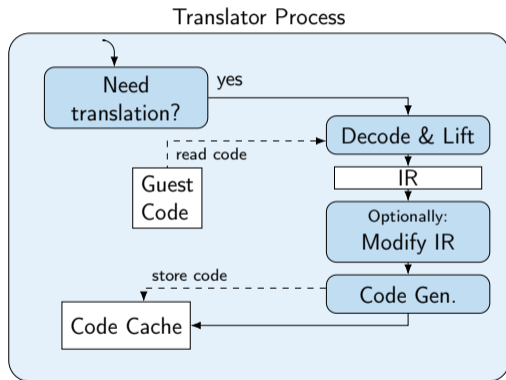 Translator Process
Need
translation?
yes
Decode & Lift
read code
Guest
Code
IR
Optionally:
Modify IR
store code
Code Gen.
Code Cache